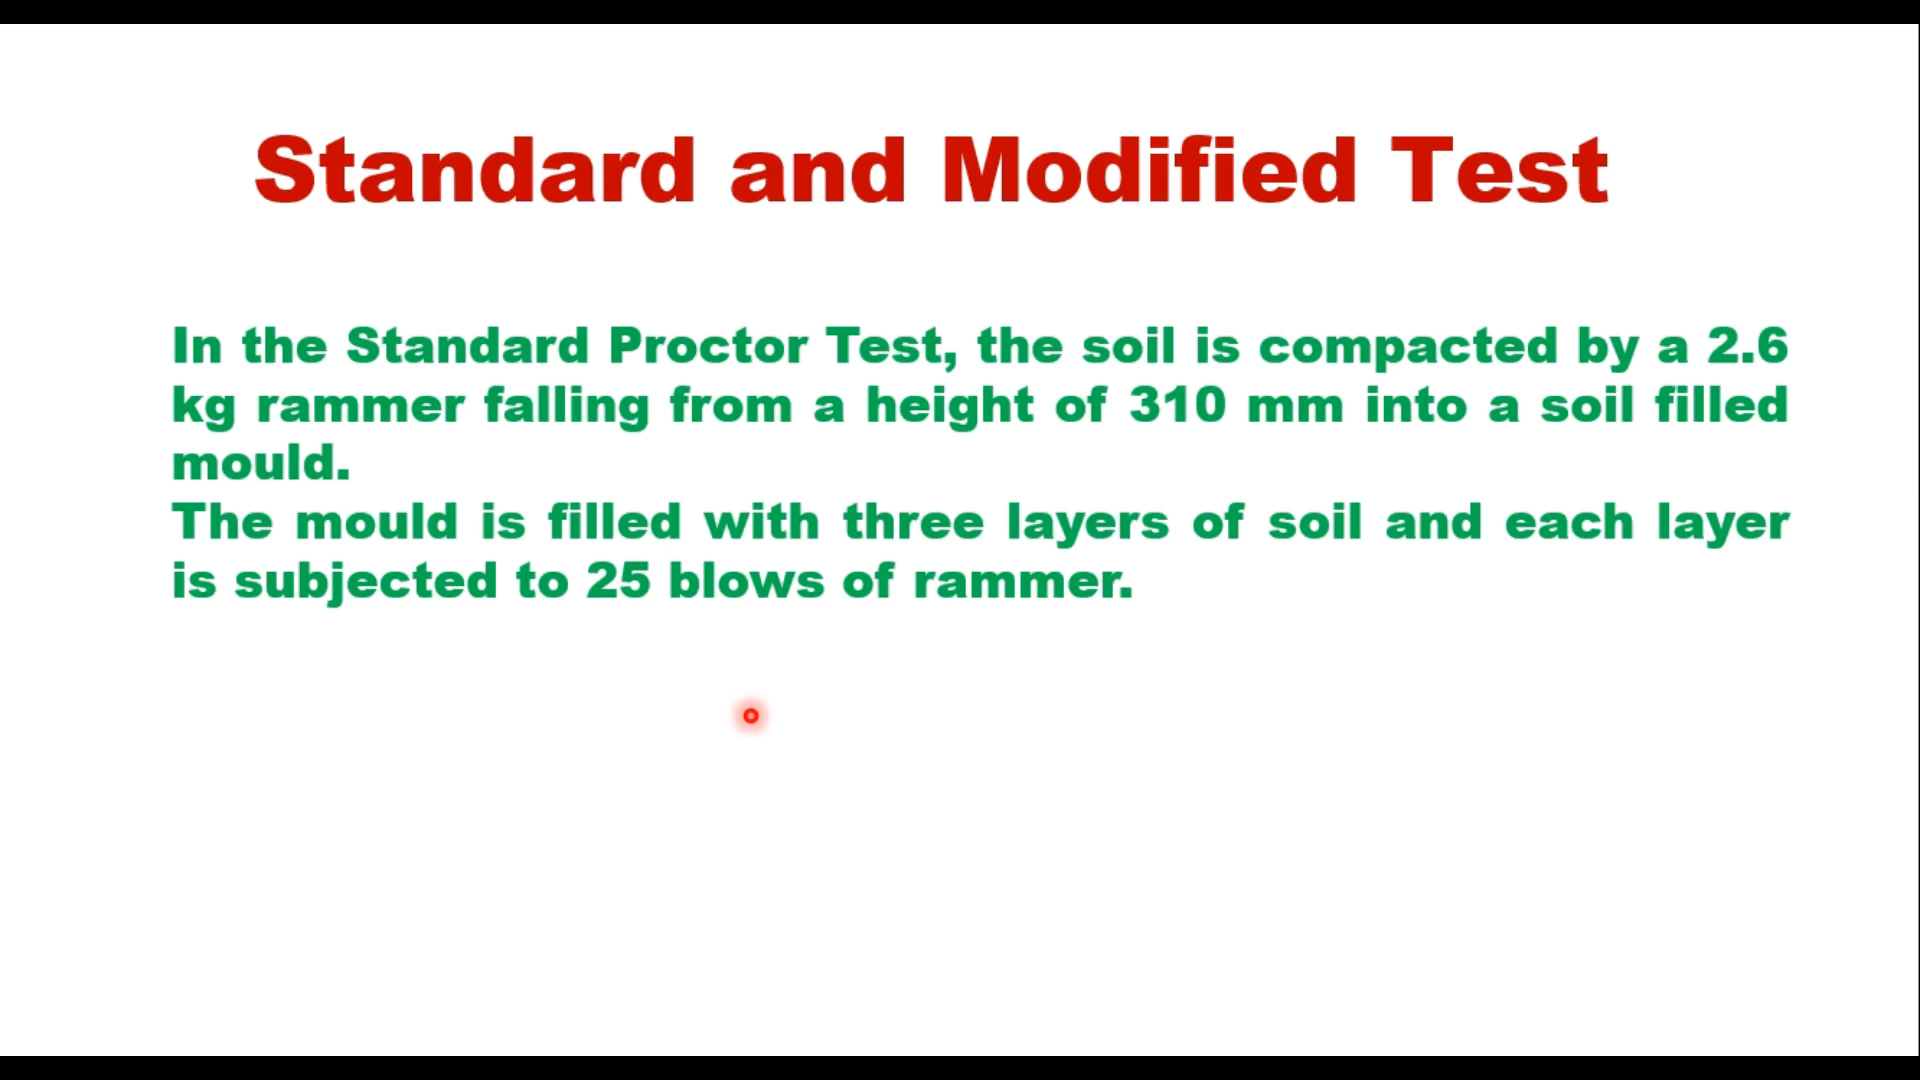 Standard and Modified Test
In the Standard Proctor Test, the soil is compacted by a 2.6
kg rammer falling from a height of 310 mm into a soil filled
mould.
The mould is filled with three layers of soil and each layer
is subjected to 25 blows of rammer.